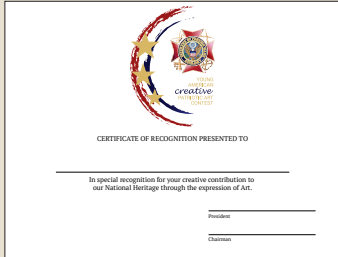 YOUNG
AMERICAN
creative
PATRIOTIC ART
CONTEST
CERTIFICATE OF RECOGNITION PRESENTED TO
In special recognition for your creative contribution to
our National Heritage through the expression of Art.
President
Chairman